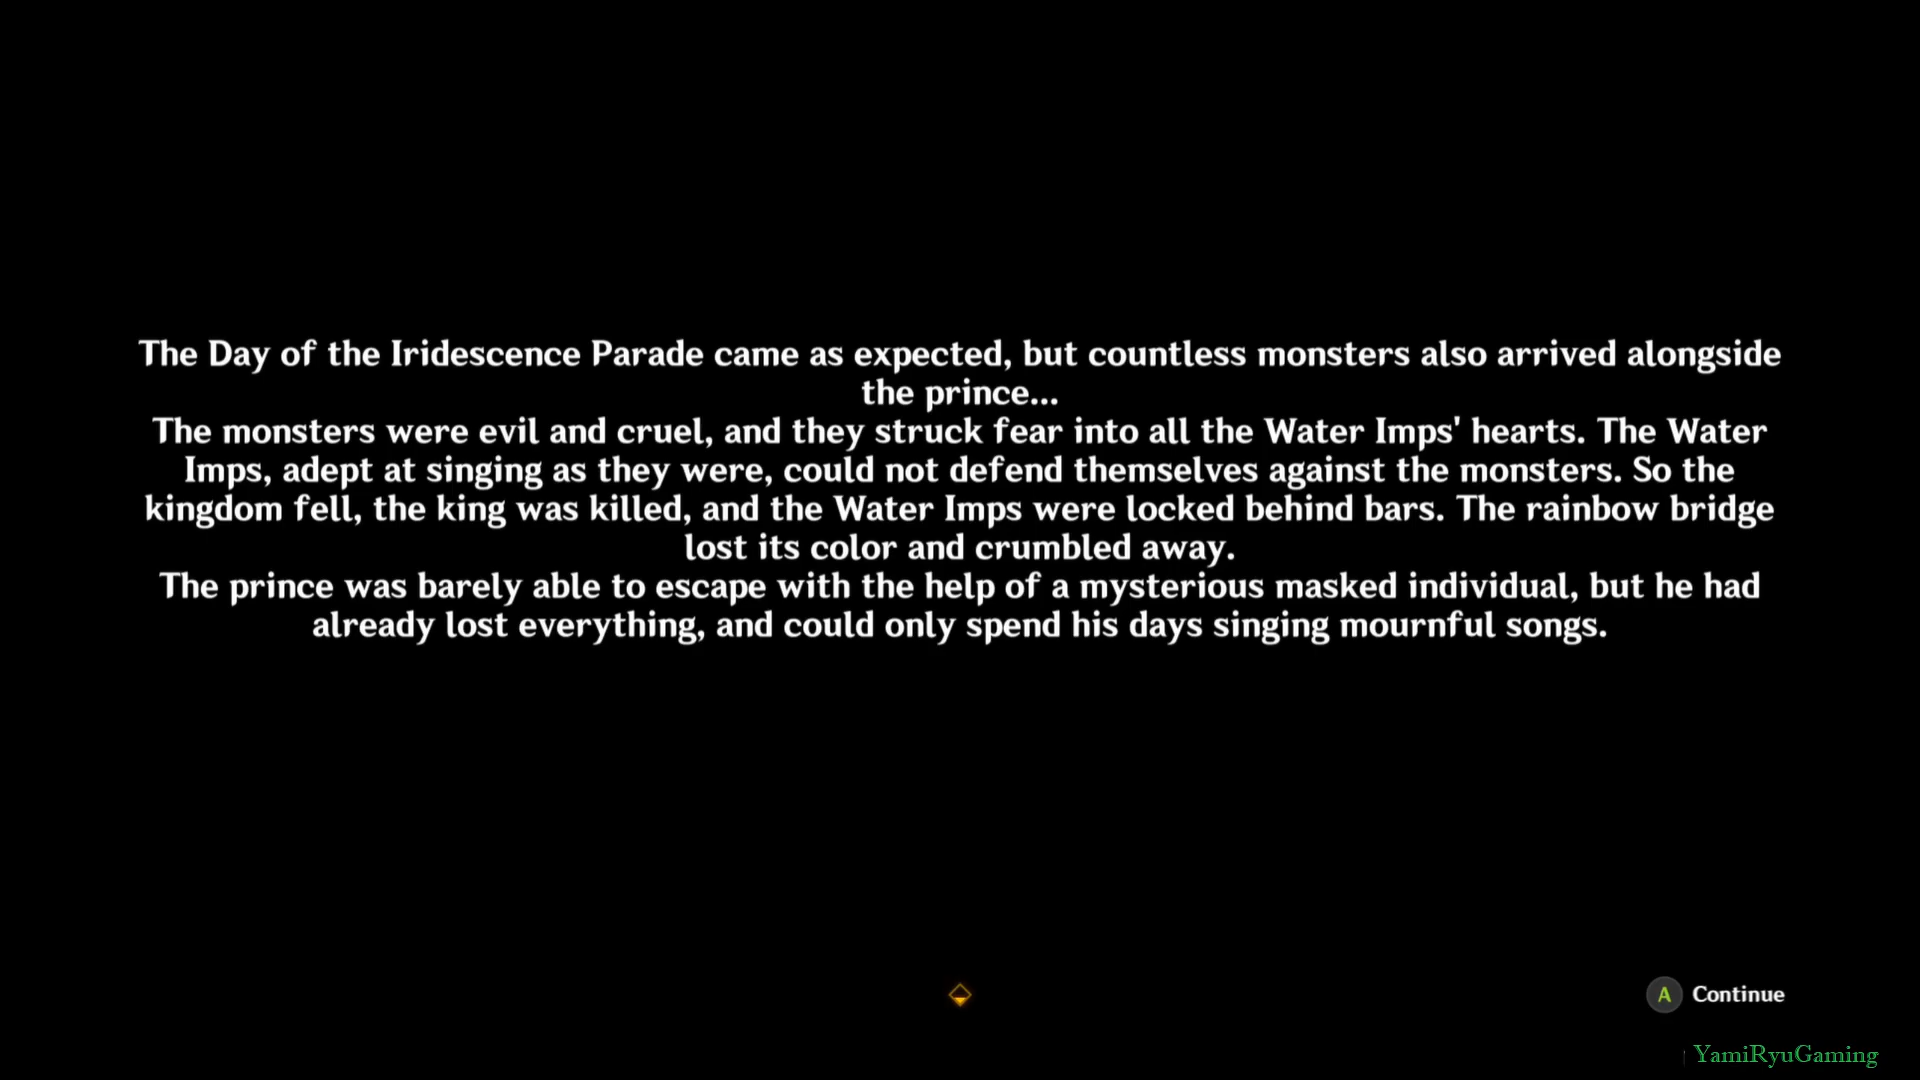 The Day of the Iridescence Parade came as expected, but countless monsters also arrived alongside
the prince...
The monsters were evil and cruel, and they struck fear into all the Water Imps' hearts. The Water
Imps, adept at singing as they were, could not defend themselves against the monsters. So the
kingdom fell, the king was killed, and the Water Imps were locked behind bars. The rainbow bridge
lost its color and crumbled away.
The prince was barely able to escape with the help of a mysterious masked individual, but he had
already lost everything, and could only spend his days singing mournful songs.
A Continue
YamiRyuGaming